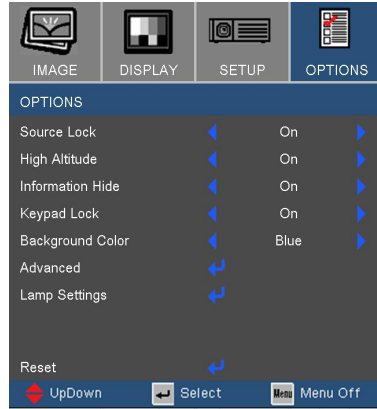 IMAGE DISPLAY SETUP OPTIONS
OPTIONS
Source Lock On
High Altitude On
Information Hide On
Keypad Lock On
Background Color Blue
Advanced
Lamp Settings
Reset
UpDown Select Menu Menu Off